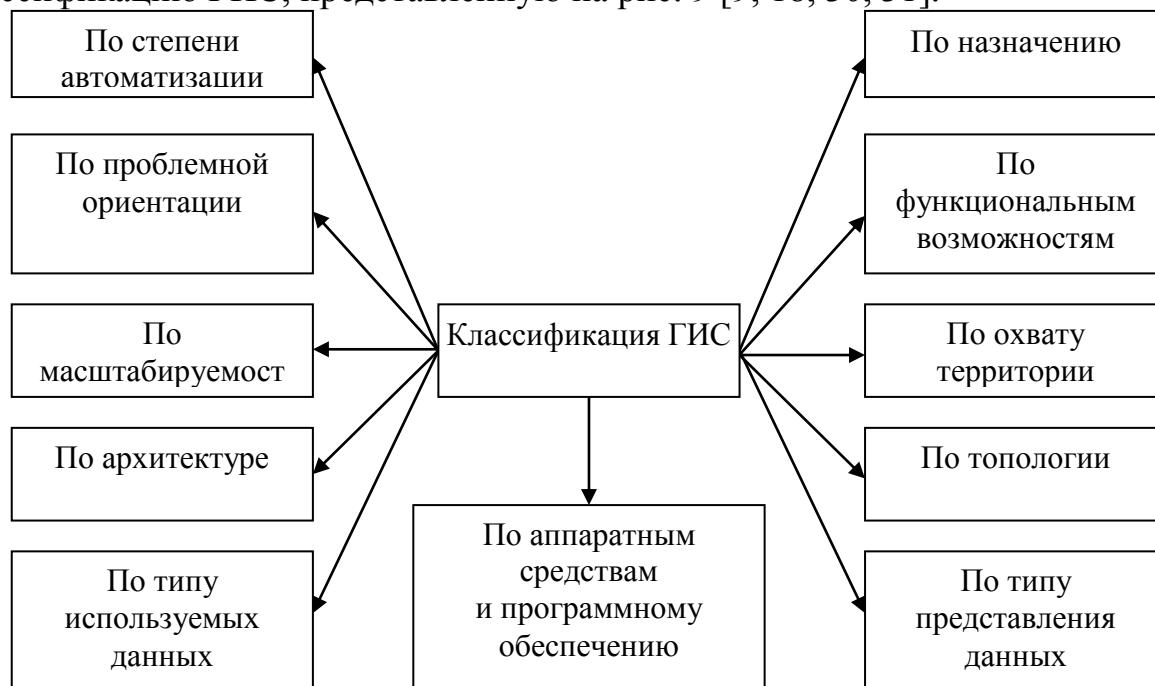 По степени
автоматизации
По назначению
По проблемной
ориентации
По
функциональным
возможностям
По
масштабируемост
Классификация ГИС
По охвату
территории
По архитектуре
По топологии
По аппаратным
средствам
и программному
обеспечению
По типу
используемых
данных
По типу
представления
данных